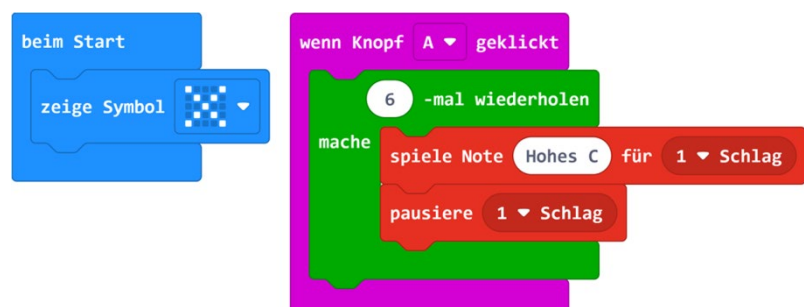 beim Start
zeige Symbol
wenn Knopf A geklickt
6 -mal wiederholen
mache
spiele Note Hohes C für 1 Schlag
pausiere 1 Schlag